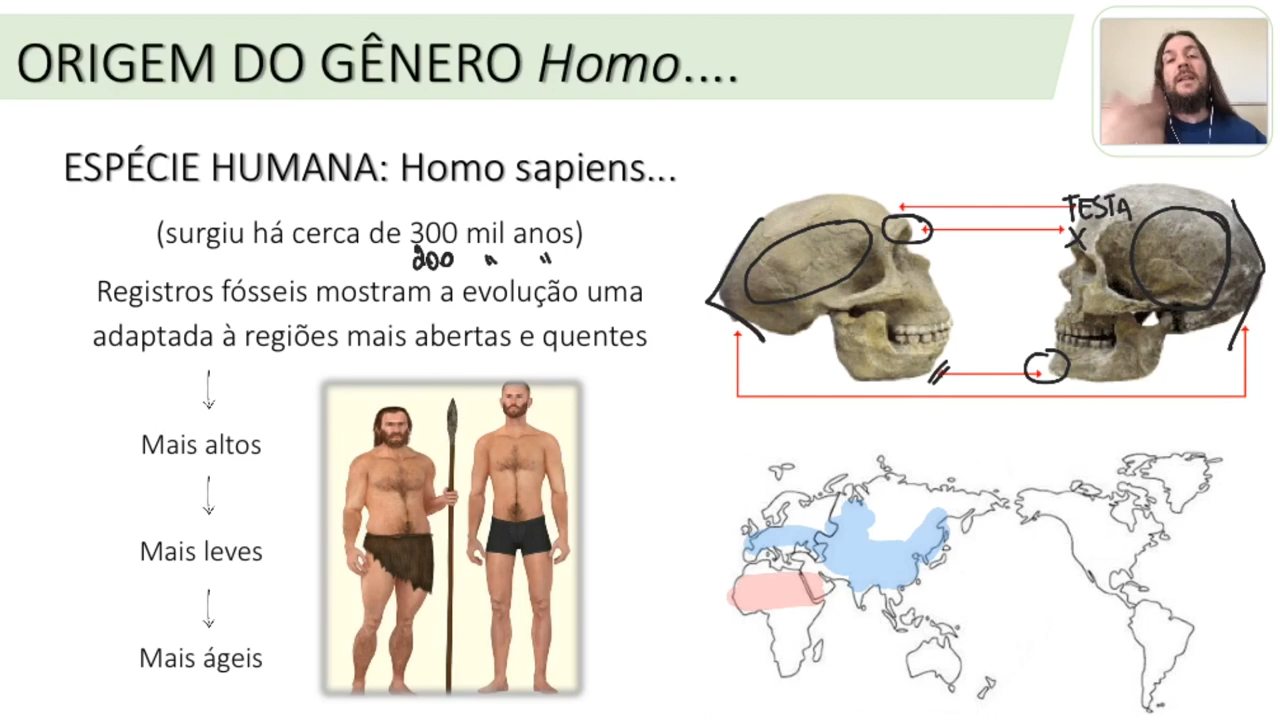 ORIGEM DO GÊNERO Homo....
ESPÉCIE HUMANA: Homo sapiens...
(surgiu há cerca de 300 mil anos)
200 " "
Registros fósseis mostram a evolução uma
adaptada à regiões mais abertas e quentes
Mais altos
Mais leves
Mais ágeis
TESTA
X